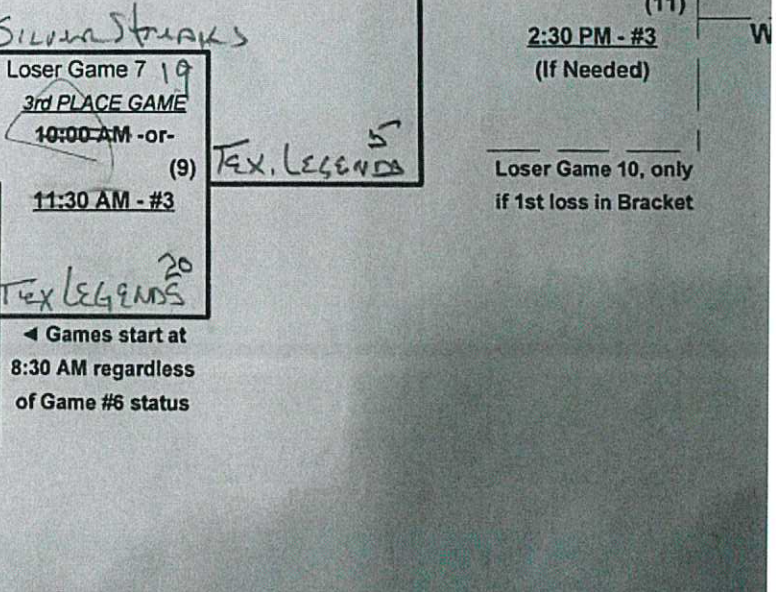 Silver Streaks
Loser Game 7 19
3rd PLACE GAME
10:00 AM -or-
(9)
11:30 AM - #3
20
Tex LEGENDS
◄ Games start at
8:30 AM regardless
of Game #6 status
5
Tex. LEGENDS
(11)
2:30 PM - #3
(If Needed)
Loser Game 10, only
if 1st loss in Bracket
W